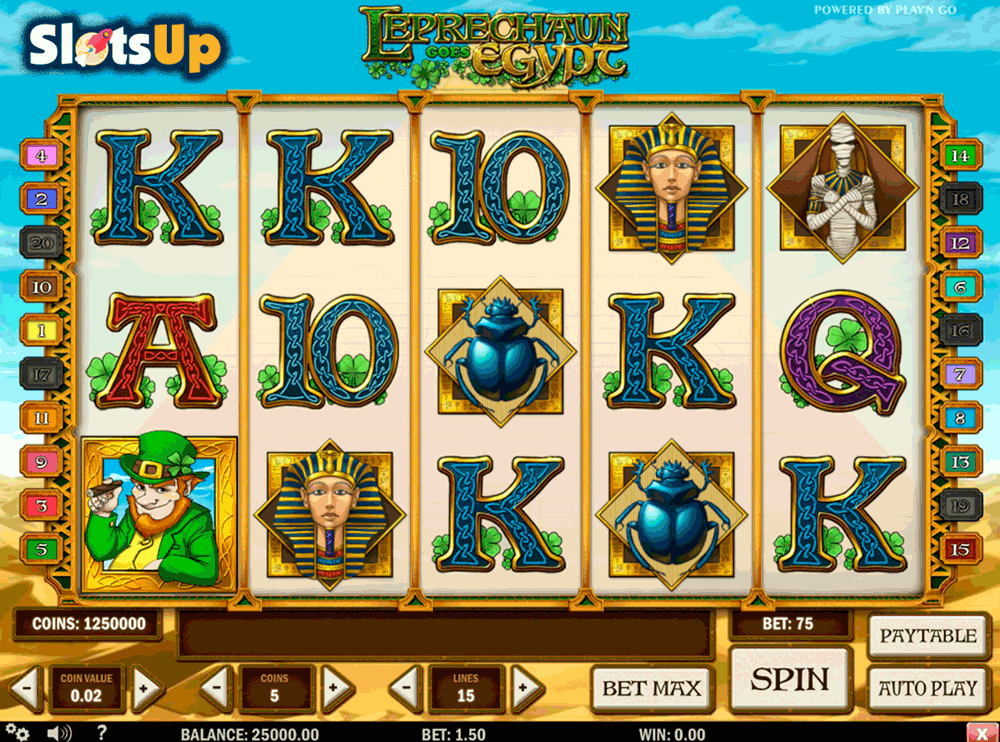 POWERED BY PLAY'N GO
SlotsUp
LEPRECHAUN
GOES
EGYPT
K K 10
A 10 K Q
K K
4
2
20
10
1
17
11
9
3
5
14
18
12
6
16
7
8
13
19
15
COINS: 1250000
BET: 75
PAYTABLE
COIN VALUE
0.02
- +
COINS
5
- +
LINES
15
- +
BET MAX
SPIN
AUTO PLAY
?
BALANCE: 25000.00
BET: 1.50
WIN: 0.00
X